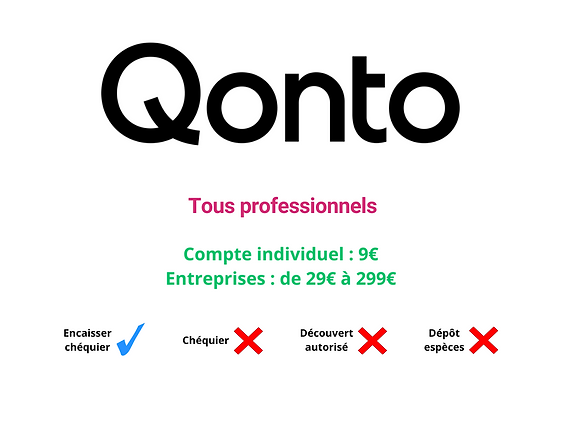 Qonto
Tous professionnels
Compte individuel : 9€
Entreprises : de 29€ à 299€
Encaisser
chéquier
Chéquier
Découvert
autorisé
Dépôt
espèces